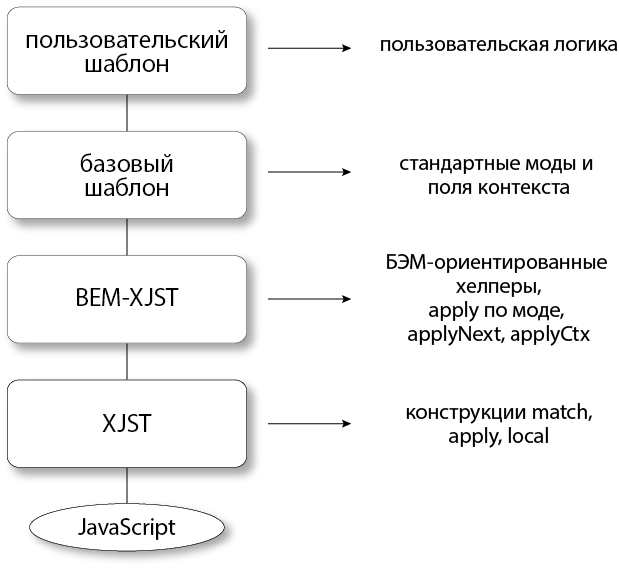 пользовательский
шаблон
пользовательская логика
базовый
шаблон
стандартные моды и
поля контекста
BEM-XJST
БЭМ-ориентированные
хелперы,
apply по моде,
applyNext, applyCtx
XJST
конструкции match,
apply, local
JavaScript